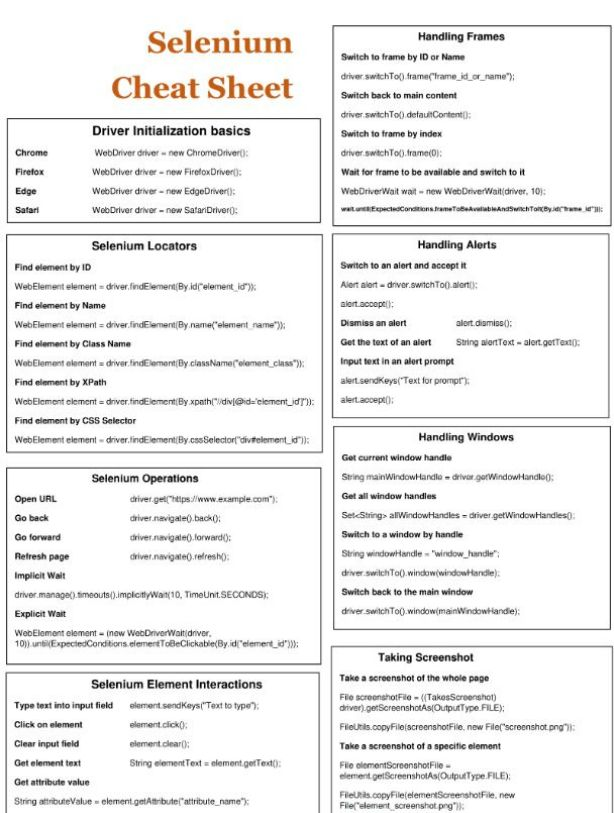 Selenium
Cheat Sheet
Driver Initialization basics
Chrome WebDriver driver = new ChromeDriver();
Firefox WebDriver driver = new FirefoxDriver();
Edge WebDriver driver = new EdgeDriver();
Safari WebDriver driver = new SafariDriver();
Selenium Locators
Find element by ID
WebElement element = driver.findElement(By.id("element_id"));
Find element by Name
WebElement element = driver.findElement(By.name("element_name"));
Find element by Class Name
WebElement element = driver.findElement(By.className("element_class"));
Find element by XPath
WebElement element = driver.findElement(By.xpath("//div[@id='element_id']"));
Find element by CSS Selector
WebElement element = driver.findElement(By.cssSelector("div#element_id"));
Selenium Operations
Open URL driver.get("https://www.example.com");
Go back driver.navigate().back();
Go forward driver.navigate().forward();
Refresh page driver.navigate().refresh();
Implicit Wait
driver.manage().timeouts().implicitlyWait(10, TimeUnit.SECONDS);
Explicit Wait
WebElement element = (new WebDriverWait(driver,
10)).until(ExpectedConditions.elementToBeClickable(By.id("element_id")));
Selenium Element Interactions
Type text into input field element.sendKeys("Text to type");
Click on element element.click();
Clear input field element.clear();
Get element text String elementText = element.getText();
Get attribute value
String attributeValue = element.getAttribute("attribute_name");
Handling Frames
Switch to frame by ID or Name
driver.switchTo().frame("frame_id_or_name");
Switch back to main content
driver.switchTo().defaultContent();
Switch to frame by index
driver.switchTo().frame(0);
Wait for frame to be available and switch to it
WebDriverWait wait = new WebDriverWait(driver, 10);
wait.until(ExpectedConditions.frameToBeAvailableAndSwitchToIt(By.id("frame_id")));
Handling Alerts
Switch to an alert and accept it
Alert alert = driver.switchTo().alert();
alert.accept();
Dismiss an alert alert.dismiss();
Get the text of an alert String alertText = alert.getText();
Input text in an alert prompt
alert.sendKeys("Text for prompt");
alert.accept();
Handling Windows
Get current window handle
String mainWindowHandle = driver.getWindowHandle();
Get all window handles
Set<String> allWindowHandles = driver.getWindowHandles();
Switch to a window by handle
String windowHandle = "window_handle";
driver.switchTo().window(windowHandle);
Switch back to the main window
driver.switchTo().window(mainWindowHandle);
Taking Screenshot
Take a screenshot of the whole page
File screenshotFile = ((TakesScreenshot)
driver).getScreenshotAs(OutputType.FILE);
FileUtils.copyFile(screenshotFile, new File("screenshot.png"));
Take a screenshot of a specific element
File elementScreenshotFile =
element.getScreenshotAs(OutputType.FILE);
FileUtils.copyFile(elementScreenshotFile, new
File("element_screenshot.png"));